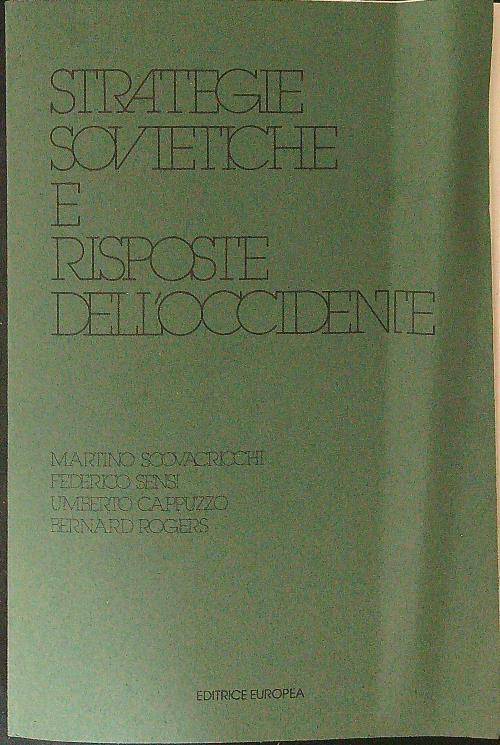 STRATEGIE
SOVIETICHE
E
RISPOSTE
DELL'OCCIDENTE
MARTINO SCOVACRICCHI
FEDERICO SENSI
UMBERTO CAPPUZZO
BERNARD ROGERS
EDITRICE EUROPEA